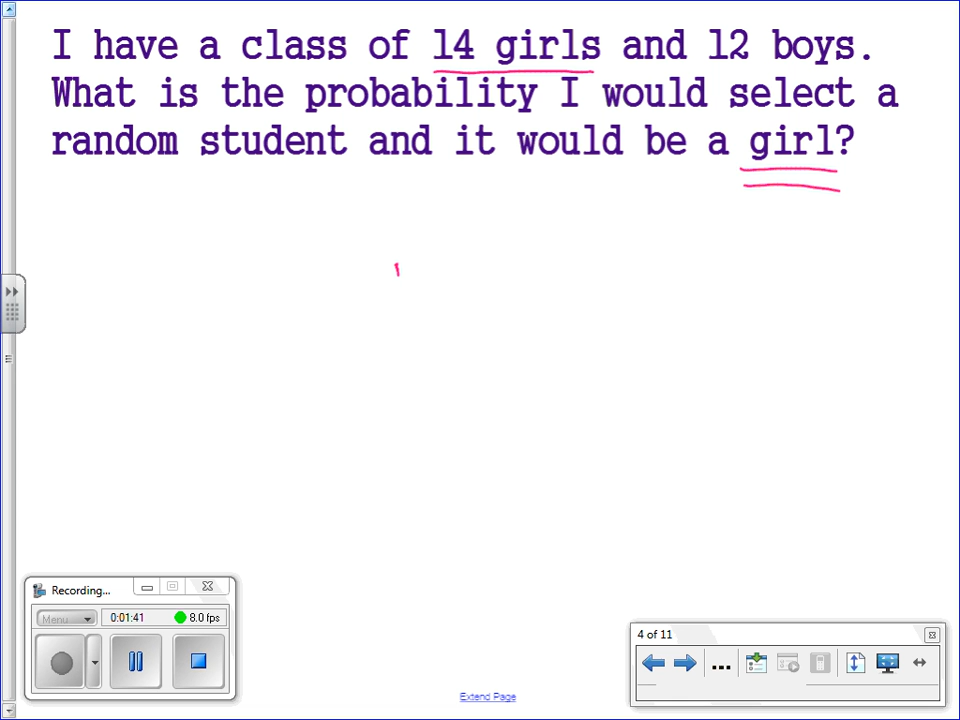 I have a class of 14 girls and 12 boys.
What is the probability I would select a
random student and it would be a girl?
Recording...
Menu
0:01:41
8.0 fps
4 of 11
...
Extend Page